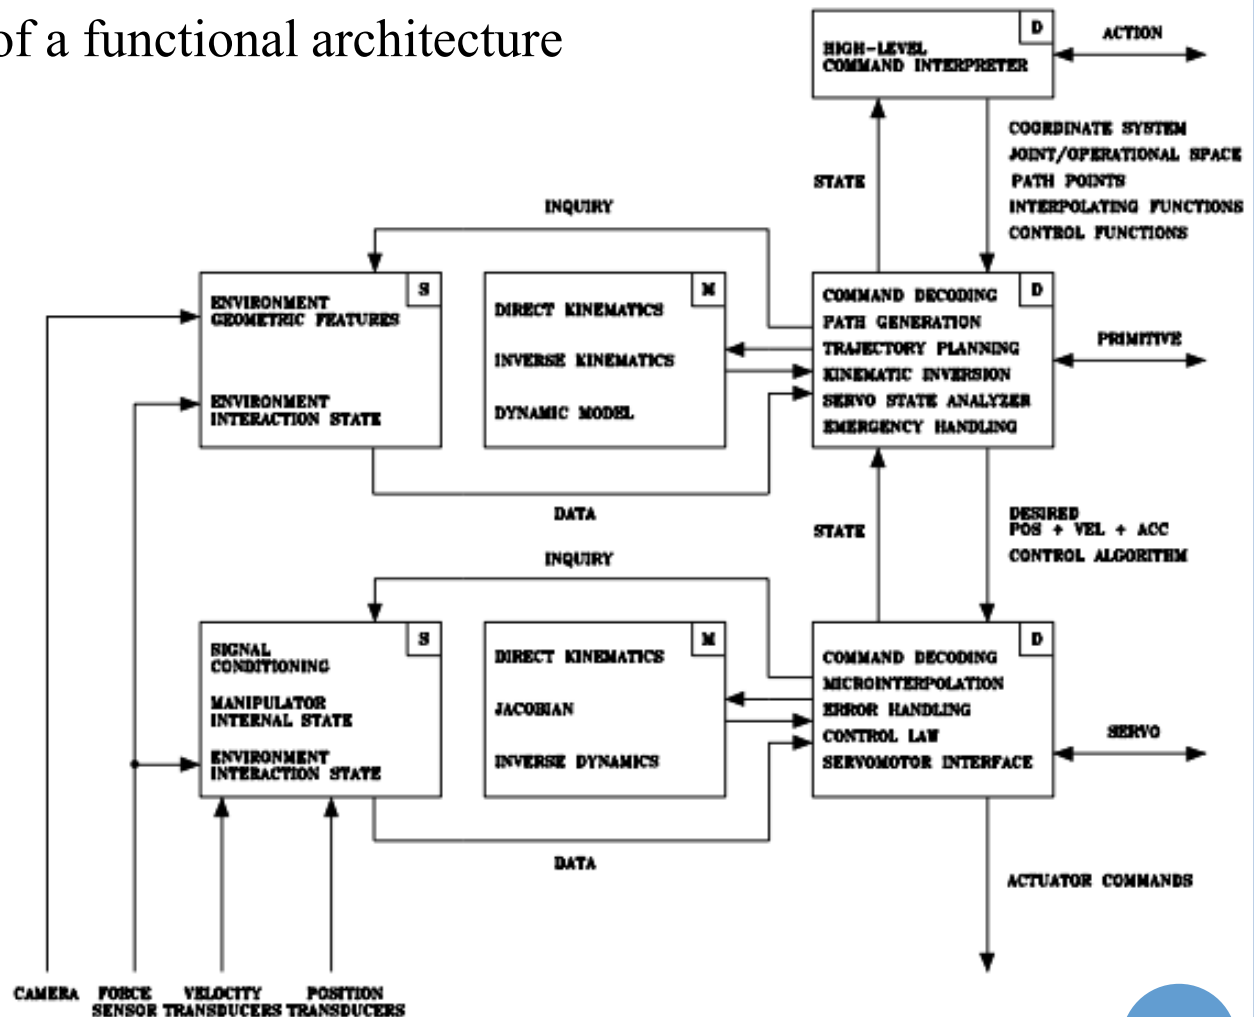 of a functional architecture
D
HIGH-LEVEL
COMMAND INTERPRETER
ACTION
COORDINATE SYSTEM
JOINT/OPERATIONAL SPACE
PATH POINTS
INTERPOLATING FUNCTIONS
CONTROL FUNCTIONS
STATE
INQUIRY
S
ENVIRONMENT
GEOMETRIC FEATURES
ENVIRONMENT
INTERACTION STATE
M
DIRECT KINEMATICS
INVERSE KINEMATICS
DYNAMIC MODEL
D
COMMAND DECODING
PATH GENERATION
TRAJECTORY PLANNING
KINEMATIC INVERSION
SERVO STATE ANALYZER
EMERGENCY HANDLING
PRIMITIVE
DATA
STATE
DESIRED
POS + VEL + ACC
CONTROL ALGORITHM
INQUIRY
S
SIGNAL
CONDITIONING
MANIPULATOR
INTERNAL STATE
ENVIRONMENT
INTERACTION STATE
M
DIRECT KINEMATICS
JACOBIAN
INVERSE DYNAMICS
D
COMMAND DECODING
MICROINTERPOLATION
ERROR HANDLING
CONTROL LAW
SERVOMOTOR INTERFACE
SERVO
DATA
ACTUATOR COMMANDS
CAMERA
FORCE
SENSOR
VELOCITY
TRANSDUCERS
POSITION
TRANSDUCERS